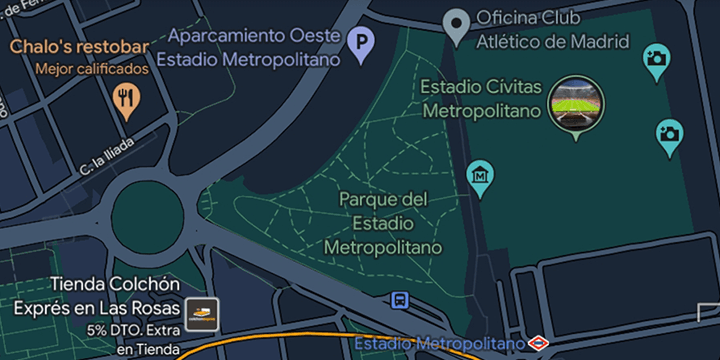 . de Fer
Chalo's restobar
Mejor calificados
C. la Ilíada
Aparcamiento Oeste
Estadio Metropolitano
P
Oficina Club
Atlético de Madrid
Estadio Cívitas
Metropolitano
M
Parque del
Estadio
Metropolitano
Tienda Colchón
Exprés en Las Rosas
5% DTO. Extra
en Tienda
Estadio Metropolitano